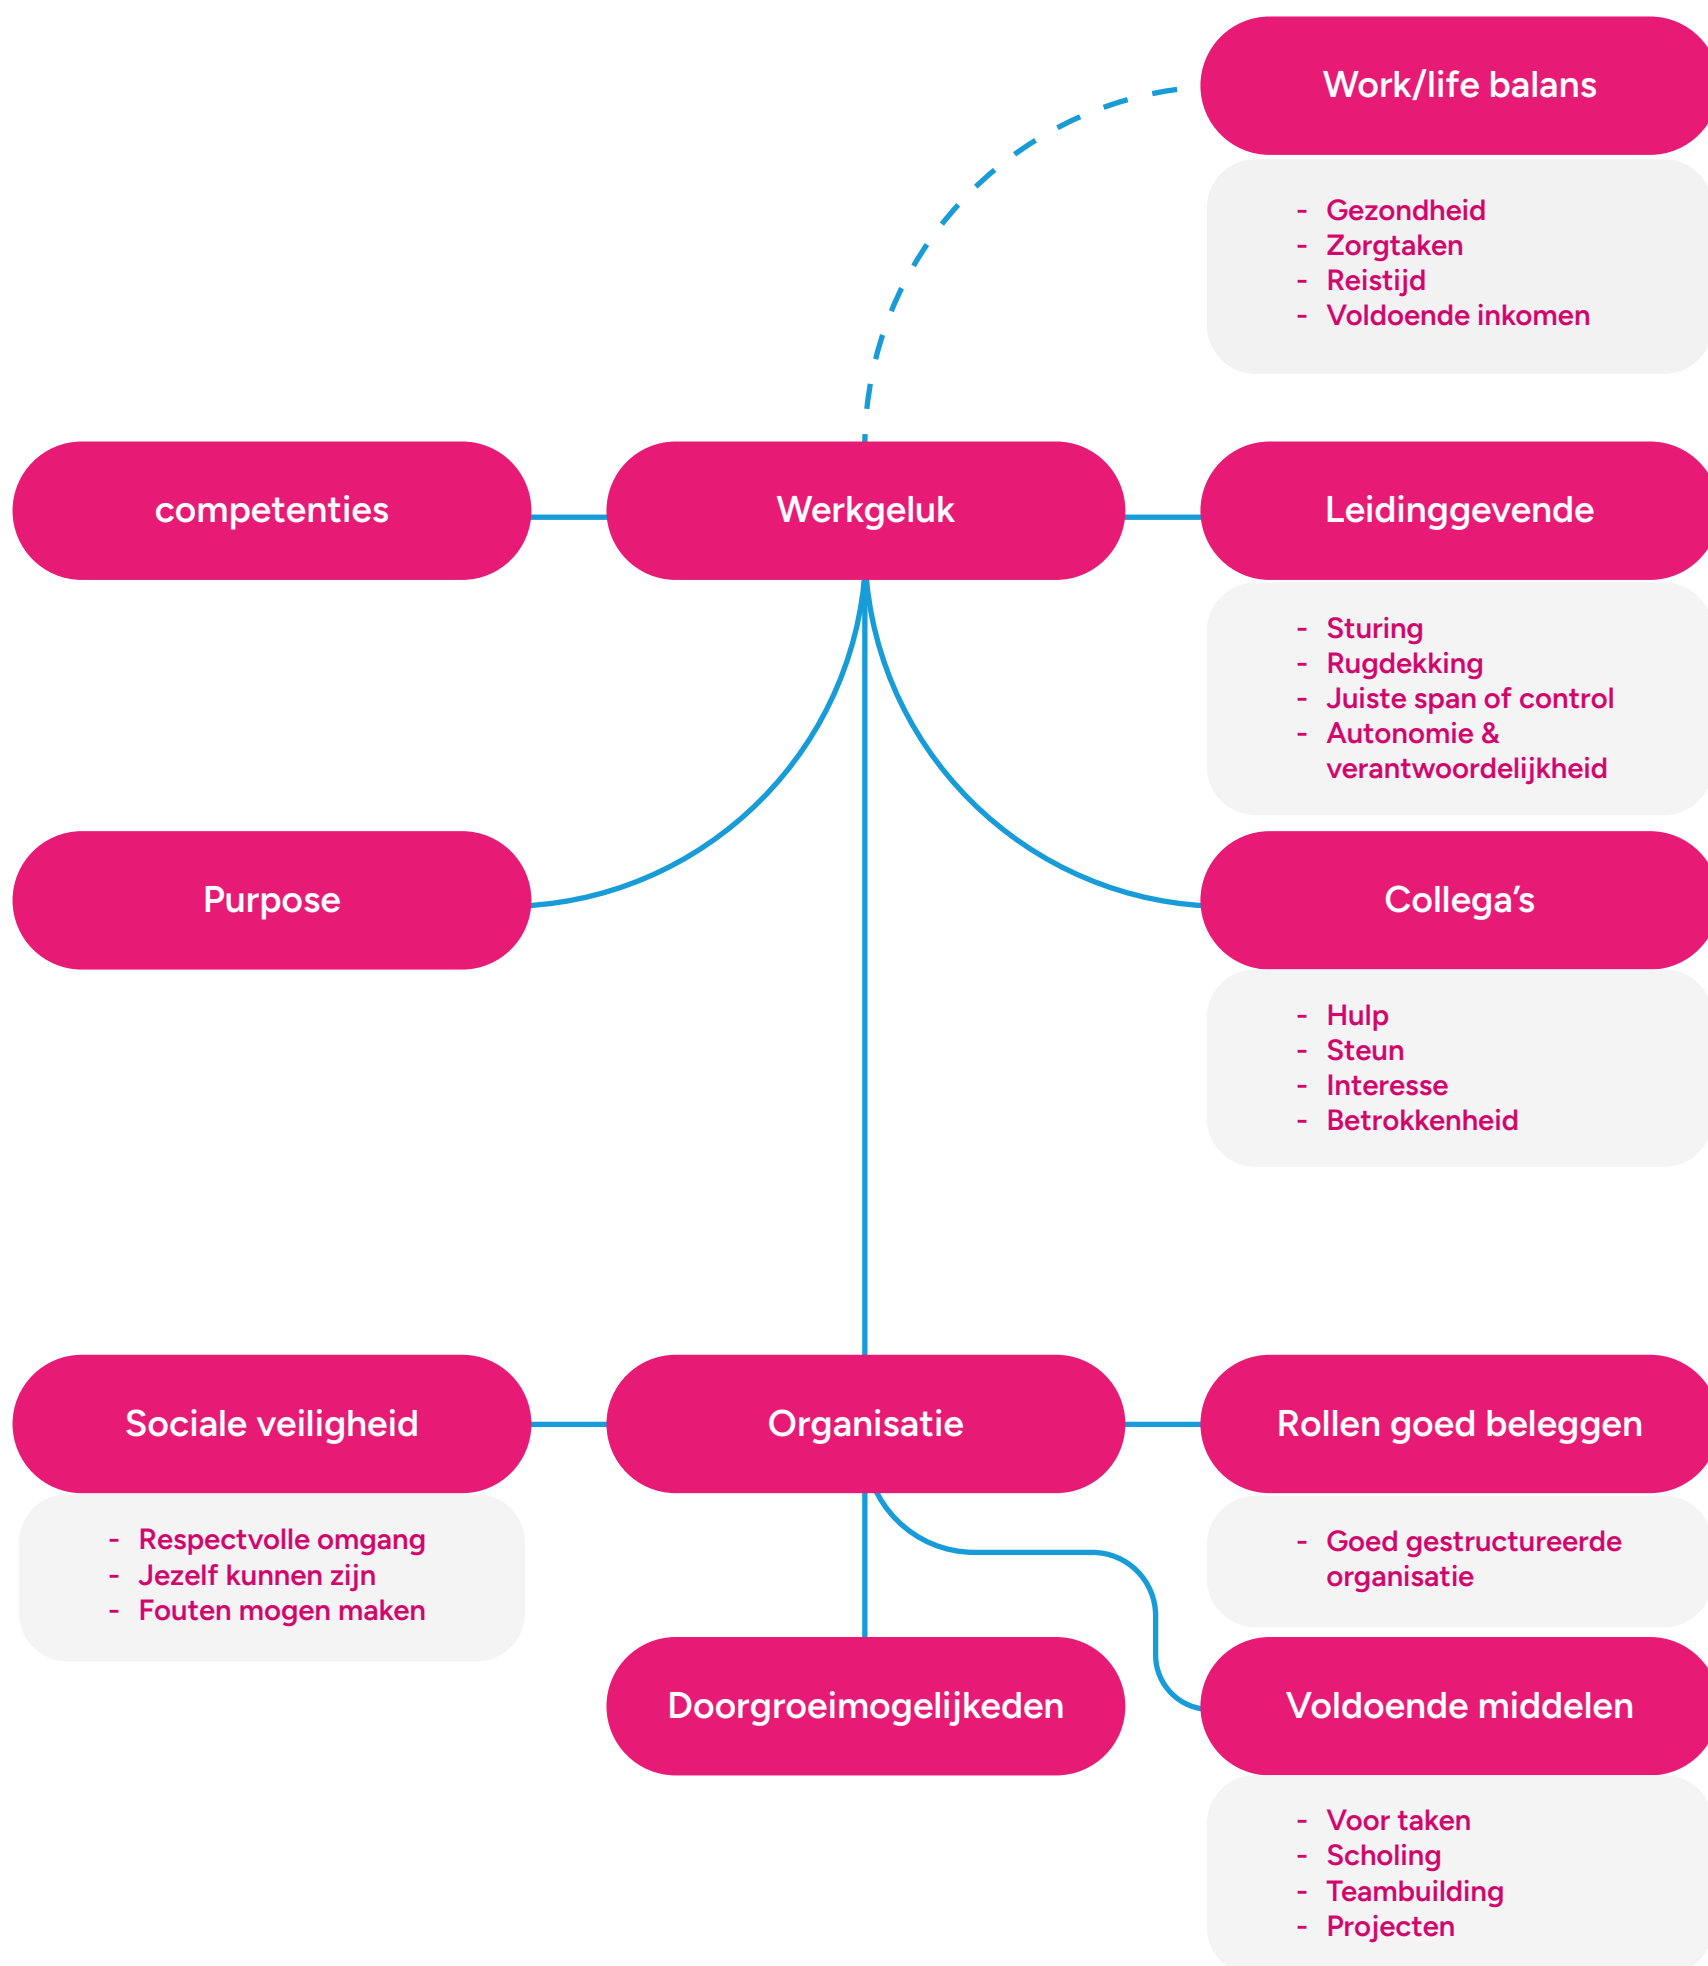 Work/life balans
- Gezondheid
- Zorgtaken
- Reistijd
- Voldoende inkomen
competenties
Werkgeluk
Leidinggevende
- Sturing
- Rugdekking
- Juiste span of control
- Autonomie &
verantwoordelijkheid
Purpose
Collega’s
- Hulp
- Steun
- Interesse
- Betrokkenheid
Sociale veiligheid
Organisatie
Rollen goed beleggen
- Respectvolle omgang
- Jezelf kunnen zijn
- Fouten mogen maken
- Goed gestructureerde
organisatie
Doorgroeimogelijkeden
Voldoende middelen
- Voor taken
- Scholing
- Teambuilding
- Projecten